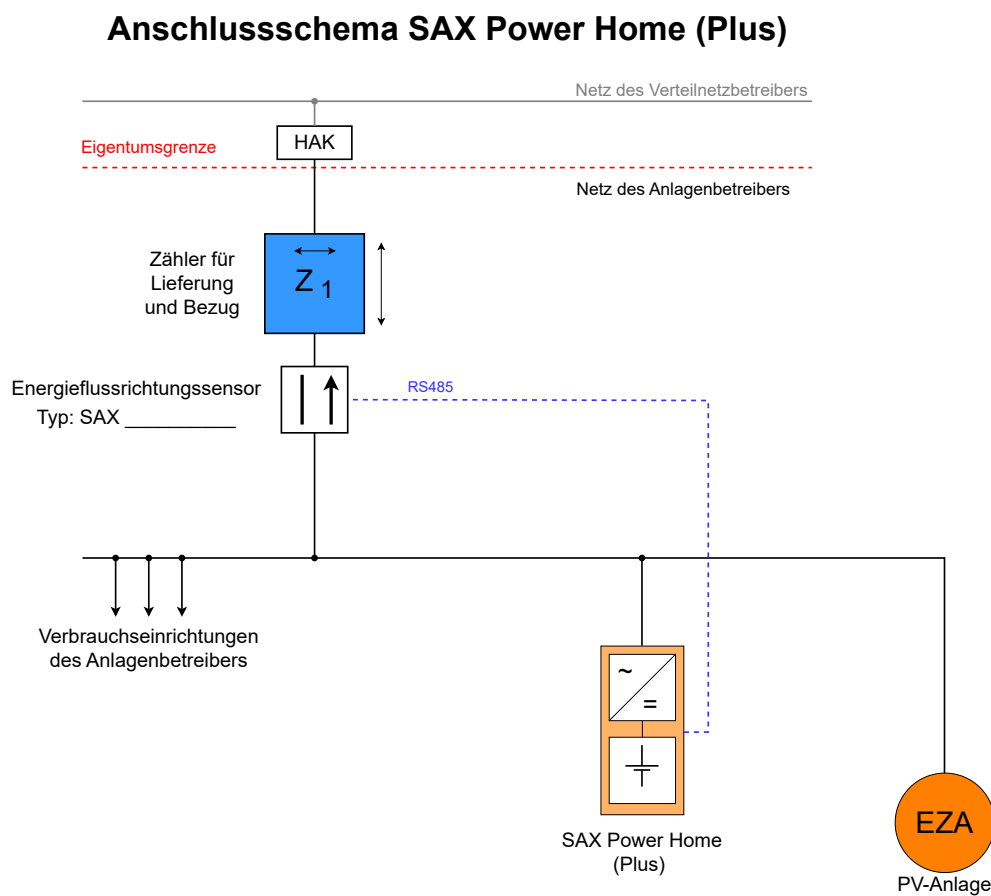 Anschlussschema SAX Power Home (Plus)
Netz des Verteilnetzbetreibers
HAK
Eigentumsgrenze
Netz des Anlagenbetreibers
Zähler für
Lieferung
und Bezug
Z 1
Energieflussrichtungssensor
Typ: SAX __________
RS485
Verbrauchseinrichtungen
des Anlagenbetreibers
~
=
SAX Power Home
(Plus)
EZA
PV-Anlage